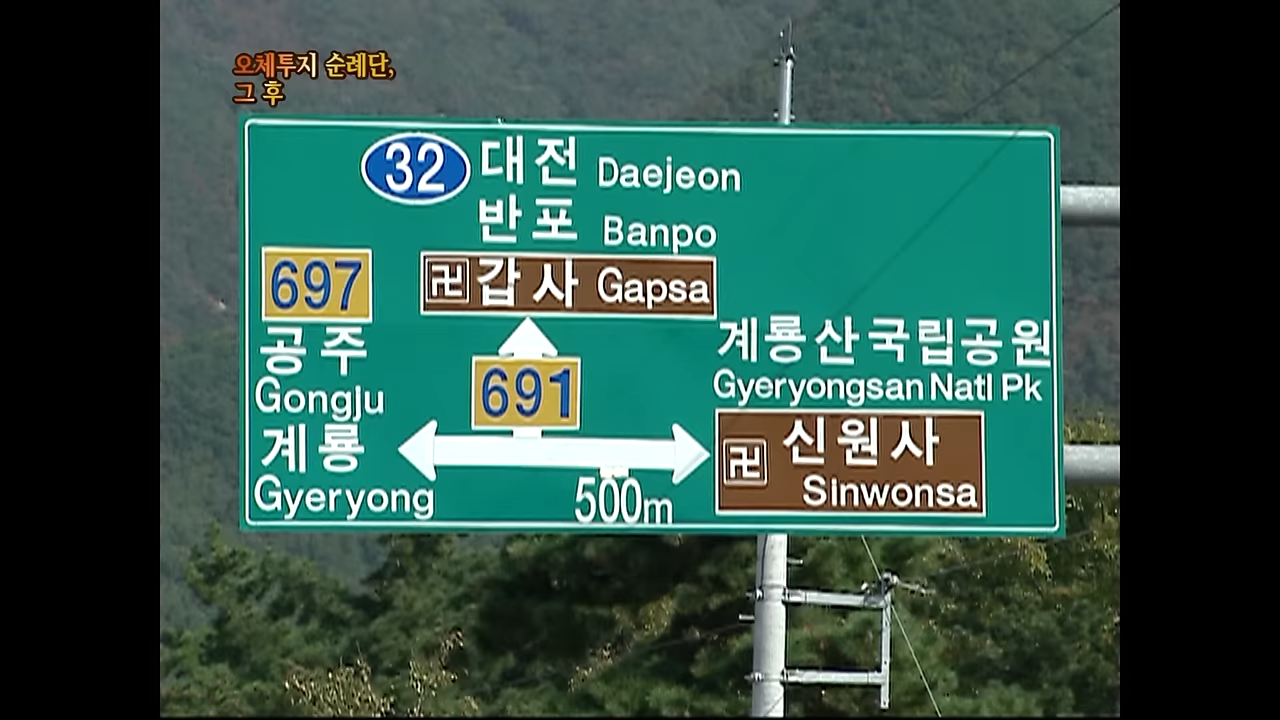 오체투지 순례단,
그 후
32 대전 Daejeon
반포 Banpo
卍 갑사 Gapsa
697
공주
Gongju
계룡
Gyeryong
691
500m
계룡산국립공원
Gyeryongsan Natl Pk
卍 신원사
Sinwonsa